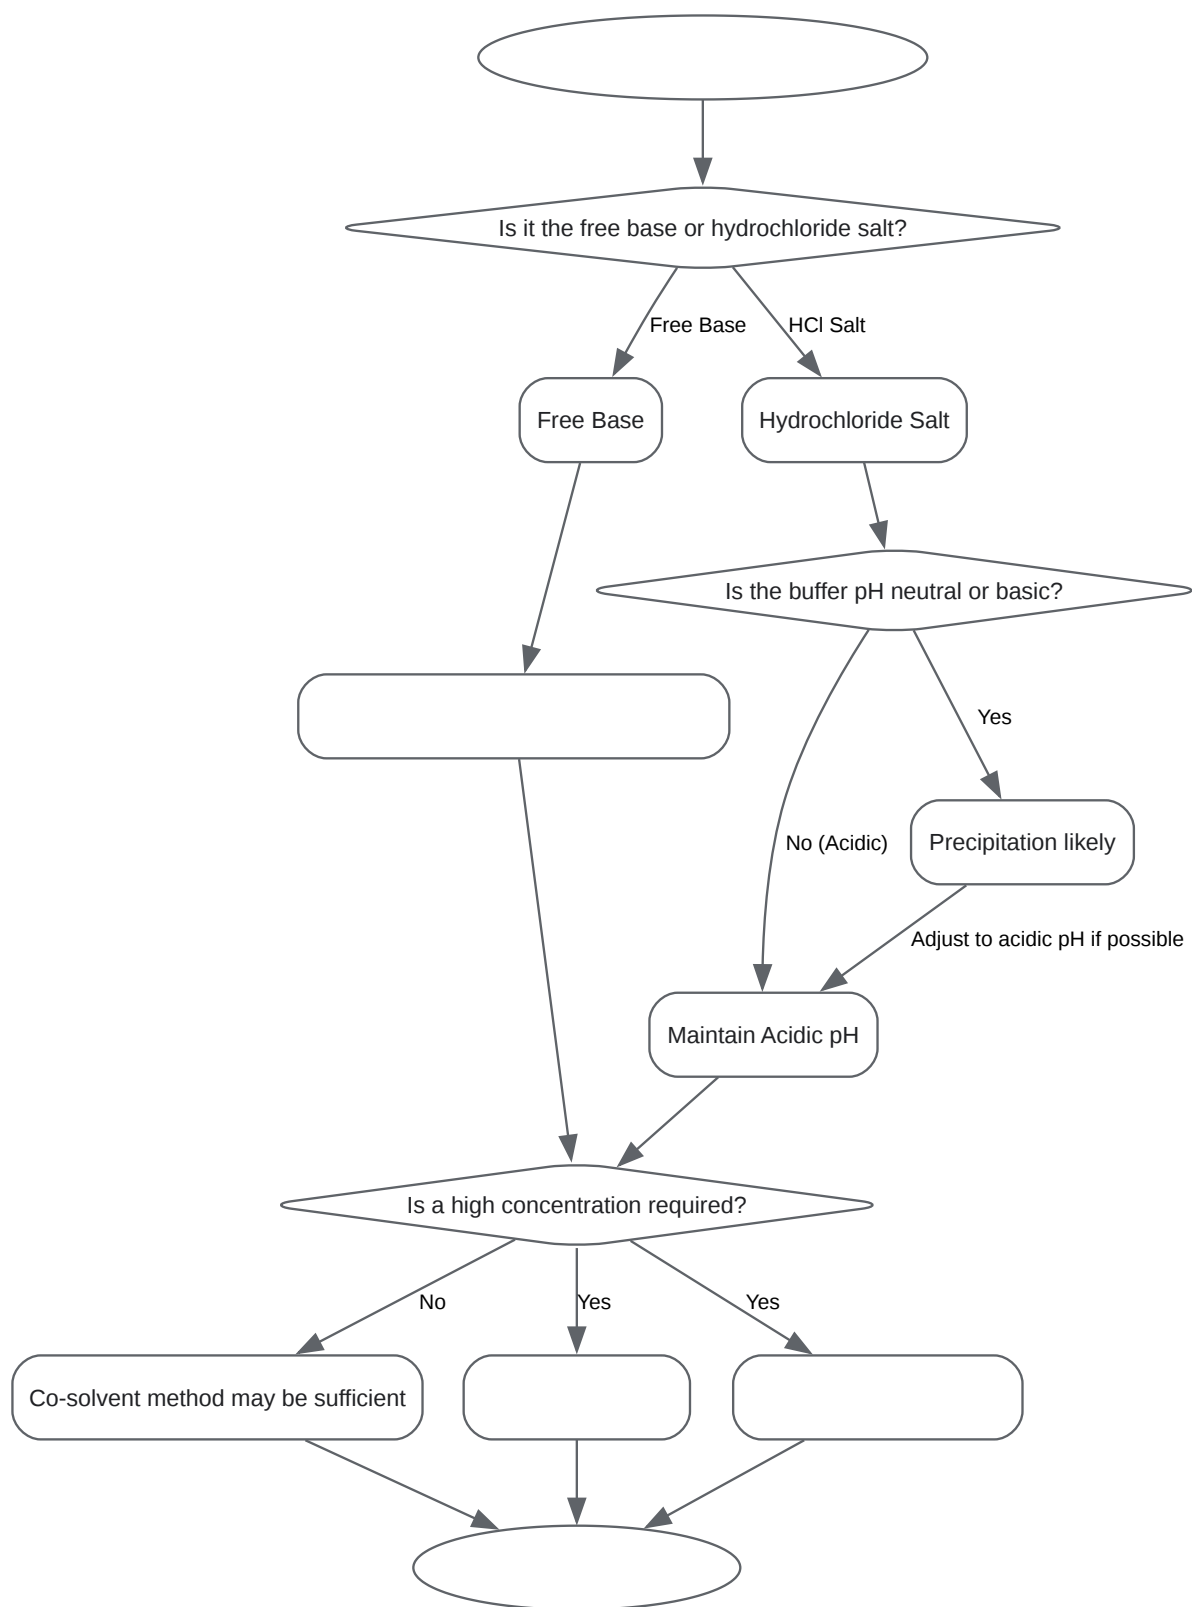 Is it the free base or hydrochloride salt?
Free Base
HCl Salt
Free Base
Hydrochloride Salt
Is the buffer pH neutral or basic?
Yes
No (Acidic)
Precipitation likely
Adjust to acidic pH if possible
Maintain Acidic pH
Is a high concentration required?
No
Yes
Yes
Co-solvent method may be sufficient